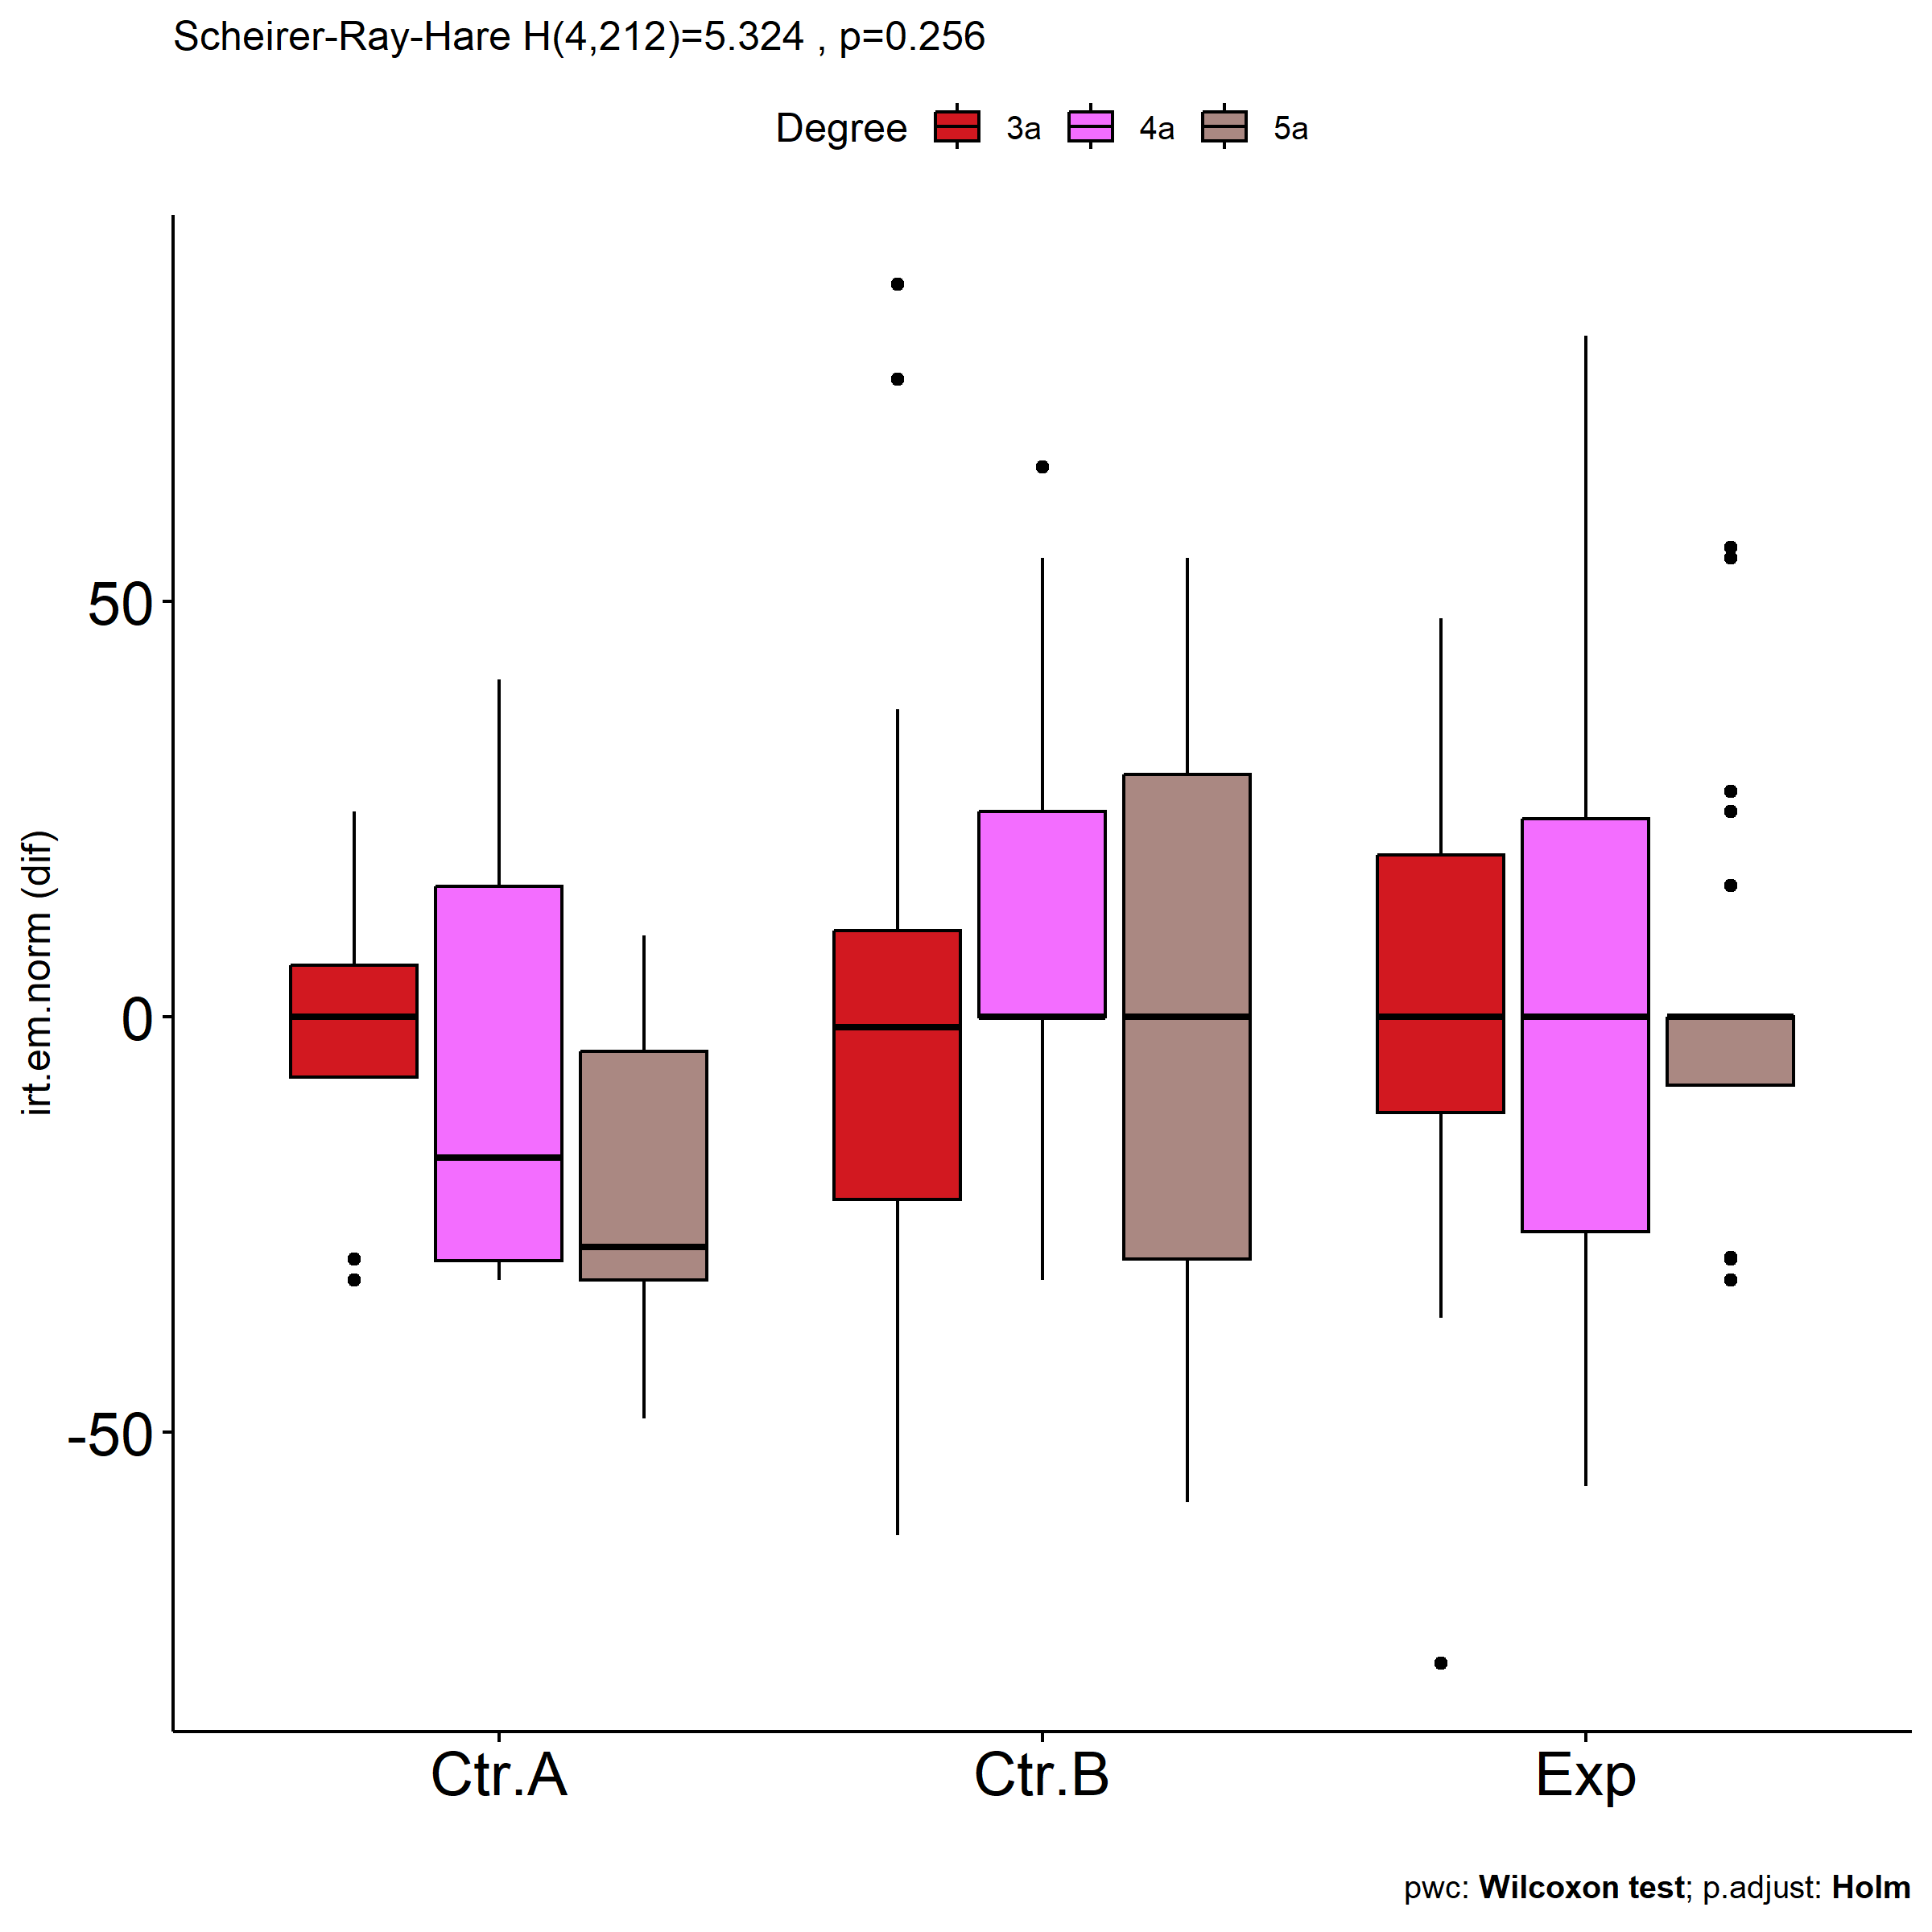 Scheirer-Ray-Hare H(4,212)=5.324 , p=0.256
Degree 3a 4a 5a
irt.em.norm (dif)
50
0
-50
Ctr.A Ctr.B Exp
pwc: Wilcoxon test; p.adjust: Holm